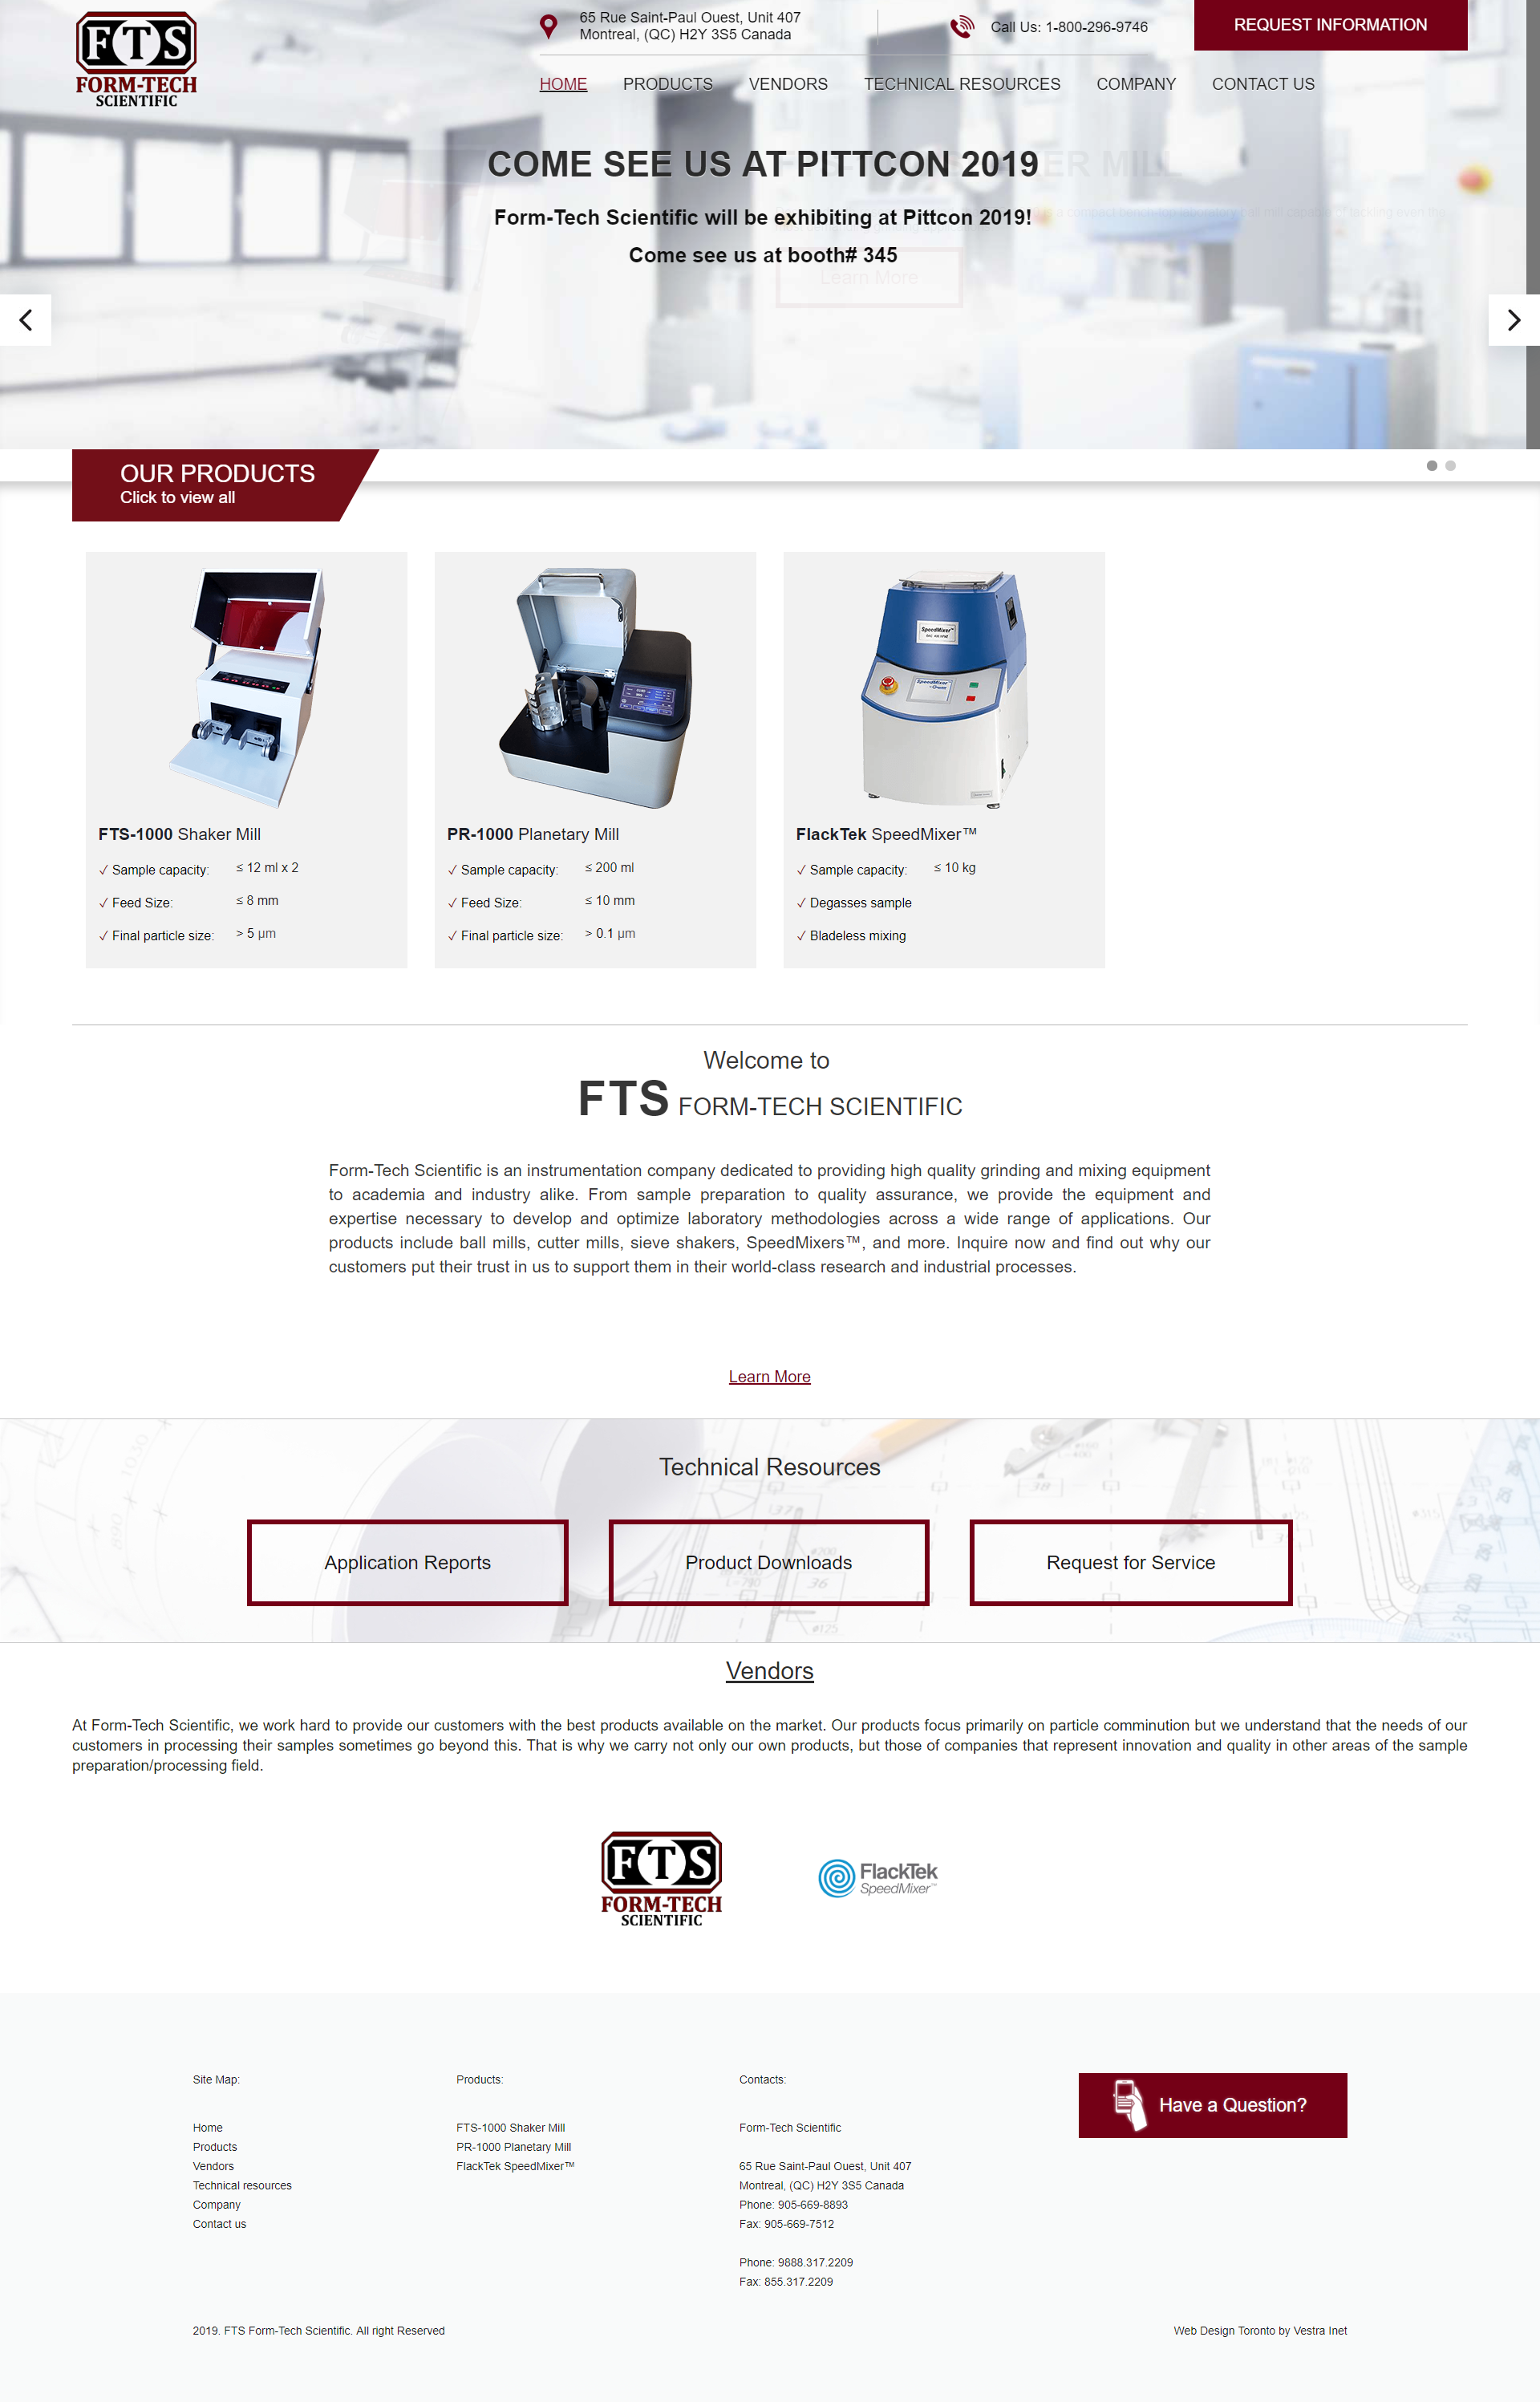 FTS
FORM-TECH
SCIENTIFIC
65 Rue Saint-Paul Ouest, Unit 407
Montreal, (QC) H2Y 3S5 Canada
Call Us: 1-800-296-9746
REQUEST INFORMATION
HOME PRODUCTS VENDORS TECHNICAL RESOURCES COMPANY CONTACT US
COME SEE US AT PITTCON 2019
Form-Tech Scientific will be exhibiting at Pittcon 2019!
Come see us at booth# 345
Learn More
OUR PRODUCTS
Click to view all
FTS-1000 Shaker Mill
✓ Sample capacity: ≤ 12 ml x 2
✓ Feed Size: ≤ 8 mm
✓ Final particle size: > 5 μm
PR-1000 Planetary Mill
✓ Sample capacity: ≤ 200 ml
✓ Feed Size: ≤ 10 mm
✓ Final particle size: > 0.1 μm
SpeedMixer™
SpeedMixer
FlackTek SpeedMixer™
✓ Sample capacity: ≤ 10 kg
✓ Degasses sample
✓ Bladeless mixing
Welcome to
FTS FORM-TECH SCIENTIFIC
Form-Tech Scientific is an instrumentation company dedicated to providing high quality grinding and mixing equipment
to academia and industry alike. From sample preparation to quality assurance, we provide the equipment and
expertise necessary to develop and optimize laboratory methodologies across a wide range of applications. Our
products include ball mills, cutter mills, sieve shakers, SpeedMixers™, and more. Inquire now and find out why our
customers put their trust in us to support them in their world-class research and industrial processes.
Learn More
Technical Resources
Application Reports
Product Downloads
Request for Service
Vendors
At Form-Tech Scientific, we work hard to provide our customers with the best products available on the market. Our products focus primarily on particle comminution but we understand that the needs of our
customers in processing their samples sometimes go beyond this. That is why we carry not only our own products, but those of companies that represent innovation and quality in other areas of the sample
preparation/processing field.
FTS
FORM-TECH
SCIENTIFIC
FlackTek
SpeedMixer™
Site Map:
Home
Products
Vendors
Technical resources
Company
Contact us
Products:
FTS-1000 Shaker Mill
PR-1000 Planetary Mill
FlackTek SpeedMixer™
Contacts:
Form-Tech Scientific
65 Rue Saint-Paul Ouest, Unit 407
Montreal, (QC) H2Y 3S5 Canada
Phone: 905-669-8893
Fax: 905-669-7512
Phone: 9888.317.2209
Fax: 855.317.2209
Have a Question?
2019. FTS Form-Tech Scientific. All right Reserved
Web Design Toronto by Vestra Inet